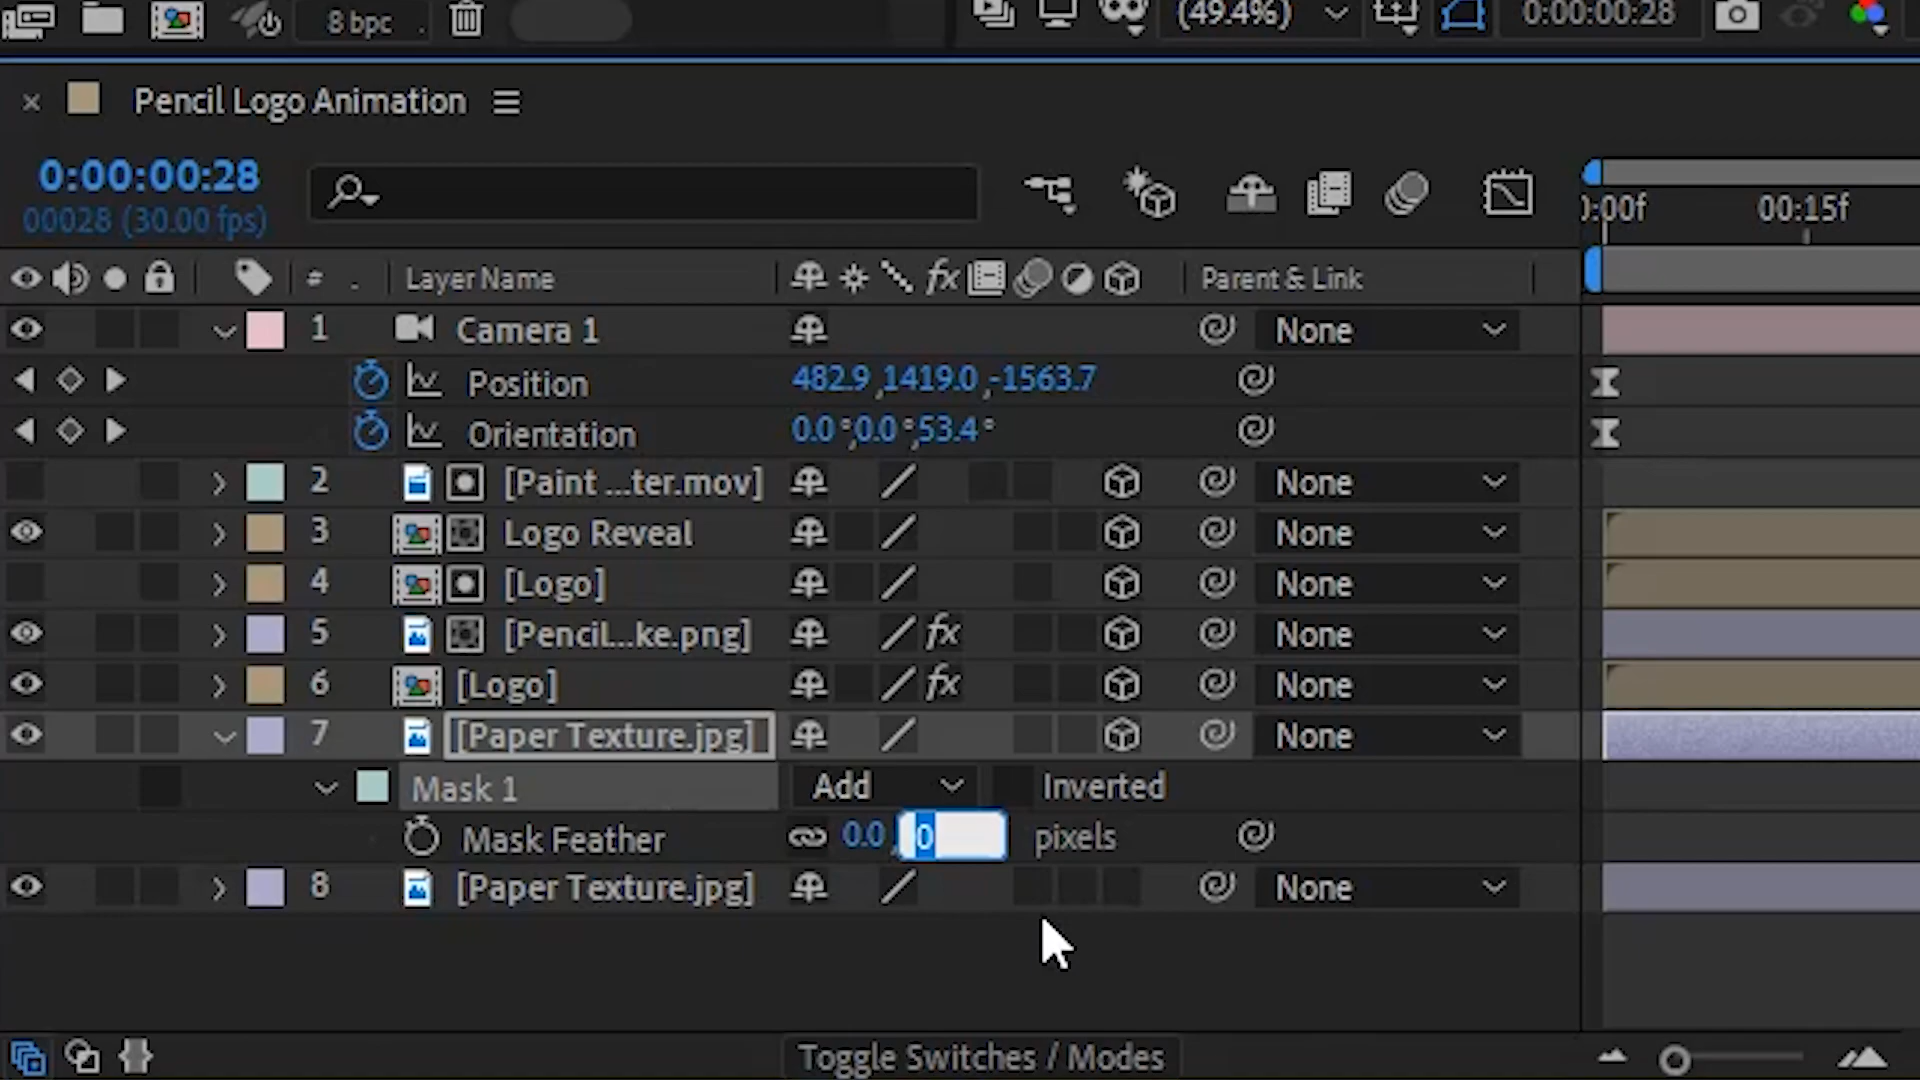 8 bpc
(49.4%)
0:00:00:28
Pencil Logo Animation
0:00:00:28
00028 (30.00 fps)
0:00f
00:15f
#
Layer Name
fx
Parent & Link
1
Camera 1
None
Position
482.9 ,1419.0 ,-1563.7
Orientation
0.0 °,0.0 °,53.4 °
2
[Paint ...ter.mov]
None
3
Logo Reveal
None
4
[Logo]
None
5
[Pencil...ke.png]
fx
None
6
[Logo]
fx
None
7
[Paper Texture.jpg]
None
Mask 1
Add
Inverted
Mask Feather
0.0 , 0
pixels
8
[Paper Texture.jpg]
None
Toggle Switches / Modes